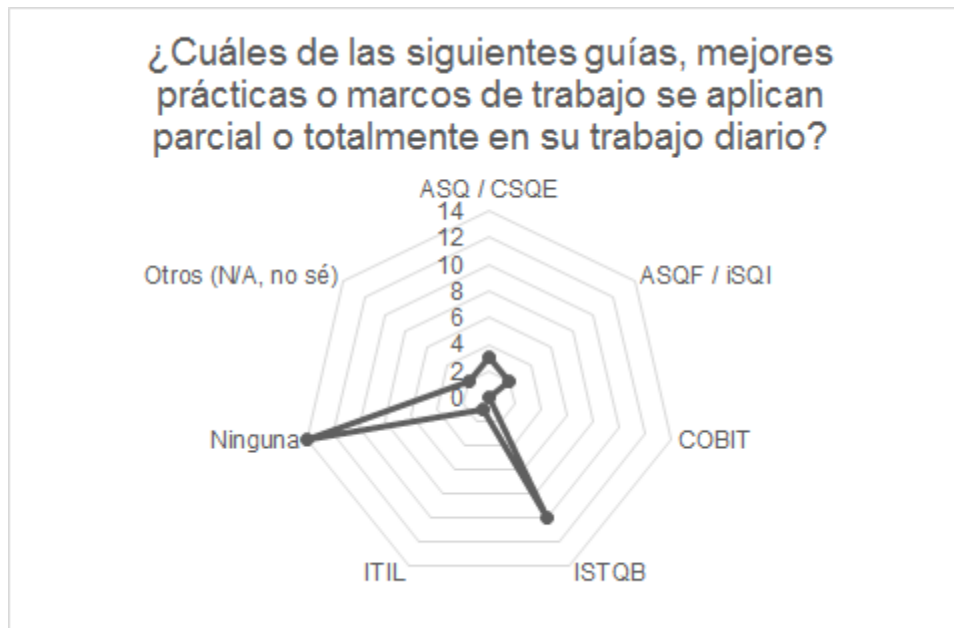 ¿Cuáles de las siguientes guías, mejores
prácticas o marcos de trabajo se aplican
parcial o totalmente en su trabajo diario?
ASQ / CSQE
14
12
10
8
6
4
2
0
Otros (N/A, no sé)
ASQF / iSQI
Ninguna
COBIT
ITIL
ISTQB